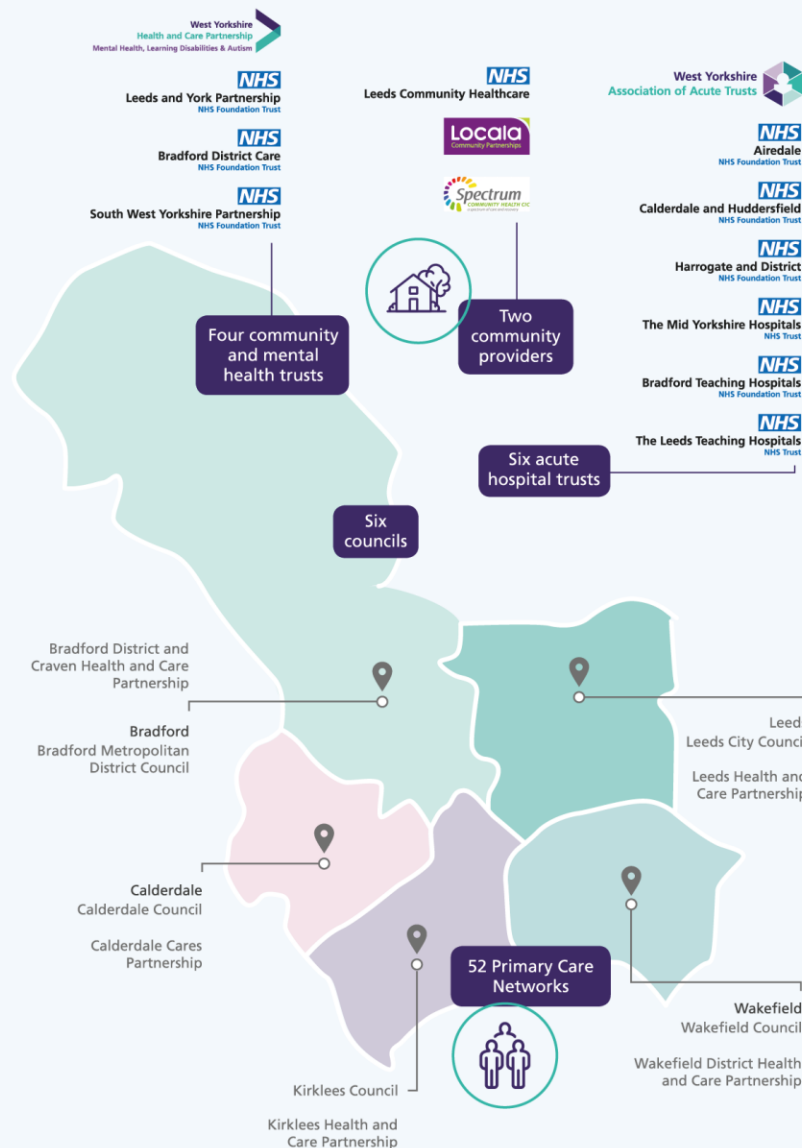 West Yorkshire
Health and Care Partnership
Mental Health, Learning Disabilities & Autism
NHS
Leeds and York Partnership
NHS Foundation Trust
NHS
Bradford District Care
NHS Foundation Trust
NHS
South West Yorkshire Partnership
NHS Foundation Trust
Four community
and mental
health trusts
NHS
Leeds Community Healthcare
Locala
Community Partnerships
Spectrum
COMMUNITY HEALTH CIC
Two
community
providers
West Yorkshire
Association of Acute Trusts
NHS
Airedale
NHS Foundation Trust
NHS
Calderdale and Huddersfield
NHS Foundation Trust
NHS
Harrogate and District
NHS Foundation Trust
NHS
The Mid Yorkshire Hospitals
NHS Trust
NHS
Bradford Teaching Hospitals
NHS Foundation Trust
NHS
The Leeds Teaching Hospitals
NHS Trust
Six acute
hospital trusts
Six
councils
Bradford District and
Craven Health and Care
Partnership
Bradford
Bradford Metropolitan
District Council
Leed
Leeds City Counci
Leeds Health and
Care Partnership
Calderdale
Calderdale Council
Calderdale Cares
Partnership
52 Primary Care
Networks
Wakefield
Wakefield Council
Wakefield District Health
and Care Partnership
Kirklees Council
Kirklees Health and
Care Partnership